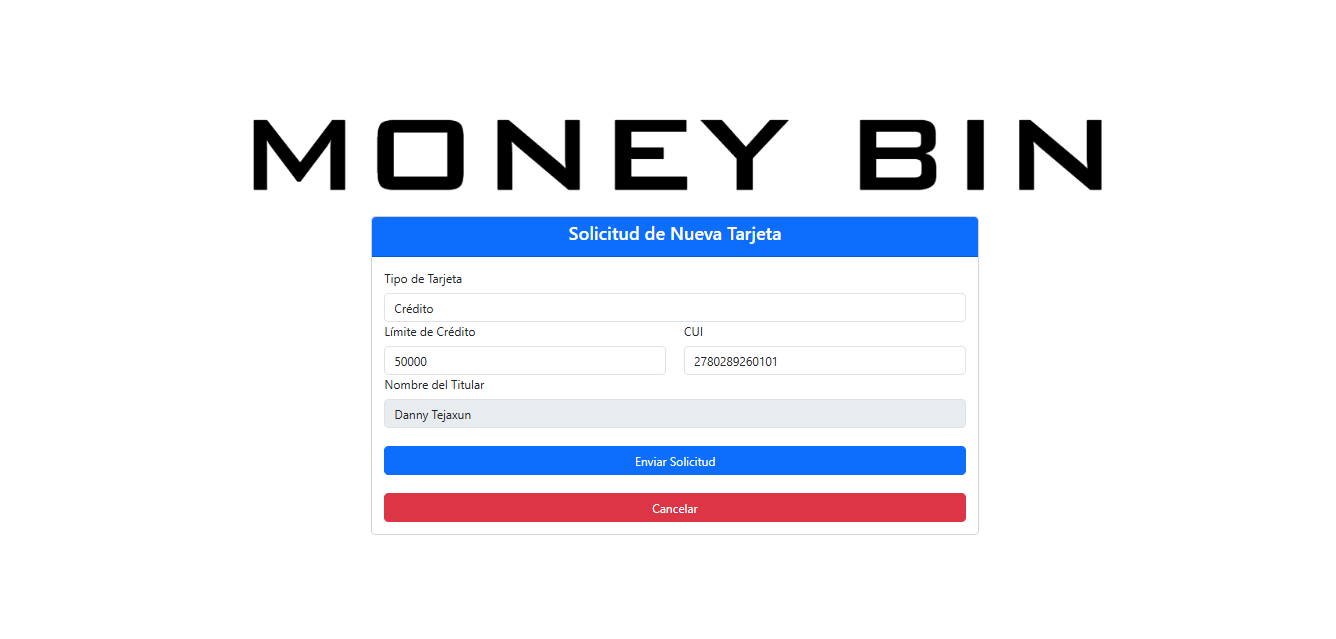 MONEY BIN
Solicitud de Nueva Tarjeta
Tipo de Tarjeta
Crédito
Límite de Crédito
CUI
50000
2780289260101
Nombre del Titular
Danny Tejaxun
Enviar Solicitud
Cancelar